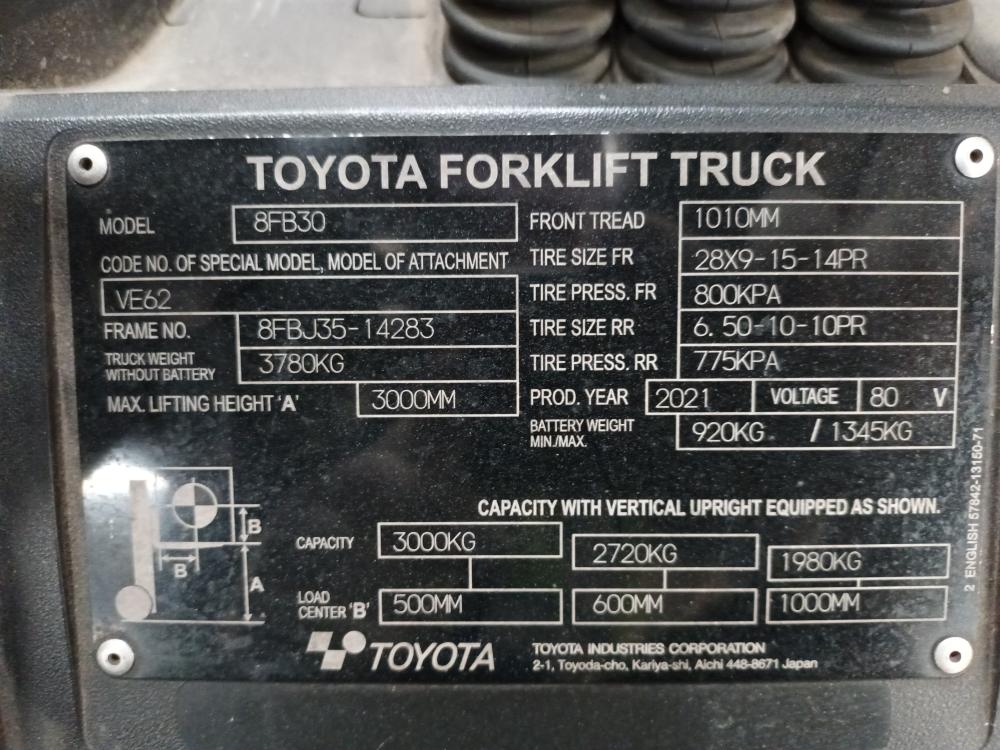 TOYOTA FORKLIFT TRUCK
MODEL 8FB30
CODE NO. OF SPECIAL MODEL, MODEL OF ATTACHMENT
VE62
FRAME NO. 8FBJ35-14283
TRUCK WEIGHT
WITHOUT BATTERY 3780KG
MAX. LIFTING HEIGHT 'A' 3000MM
FRONT TREAD 1010MM
TIRE SIZE FR 28X9-15-14PR
TIRE PRESS. FR 800KPA
TIRE SIZE RR 6.50-10-10PR
TIRE PRESS. RR 775KPA
PROD. YEAR 2021 VOLTAGE 80 V
BATTERY WEIGHT
MIN./MAX. 920KG / 1345KG
B
B
A
CAPACITY WITH VERTICAL UPRIGHT EQUIPPED AS SHOWN.
CAPACITY 3000KG 2720KG 1980KG
LOAD
CENTER 'B' 500MM 600MM 1000MM
TOYOTA
TOYOTA INDUSTRIES CORPORATION
2-1, Toyoda-cho, Kariya-shi, Aichi 448-8671 Japan
2 ENGLISH 57842-13150-71